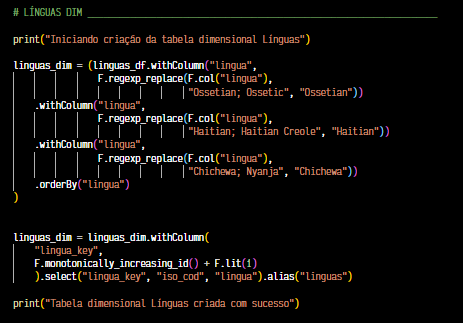 # LÍNGUAS DIM ______________________________________________
print("Iniciando criação da tabela dimensional Línguas")
linguas_dim = (linguas_df.withColumn("lingua",
F.regexp_replace(F.col("lingua"),
"Ossetian; Ossetic", "Ossetian"))
.withColumn("lingua",
F.regexp_replace(F.col("lingua"),
"Haitian; Haitian Creole", "Haitian"))
.withColumn("lingua",
F.regexp_replace(F.col("lingua"),
"Chichewa; Nyanja", "Chichewa"))
.orderBy("lingua")
)
linguas_dim = linguas_dim.withColumn(
"lingua_key",
F.monotonically_increasing_id() + F.lit(1)
).select("lingua_key", "iso_cod", "lingua").alias("linguas")
print("Tabela dimensional Línguas criada com sucesso")